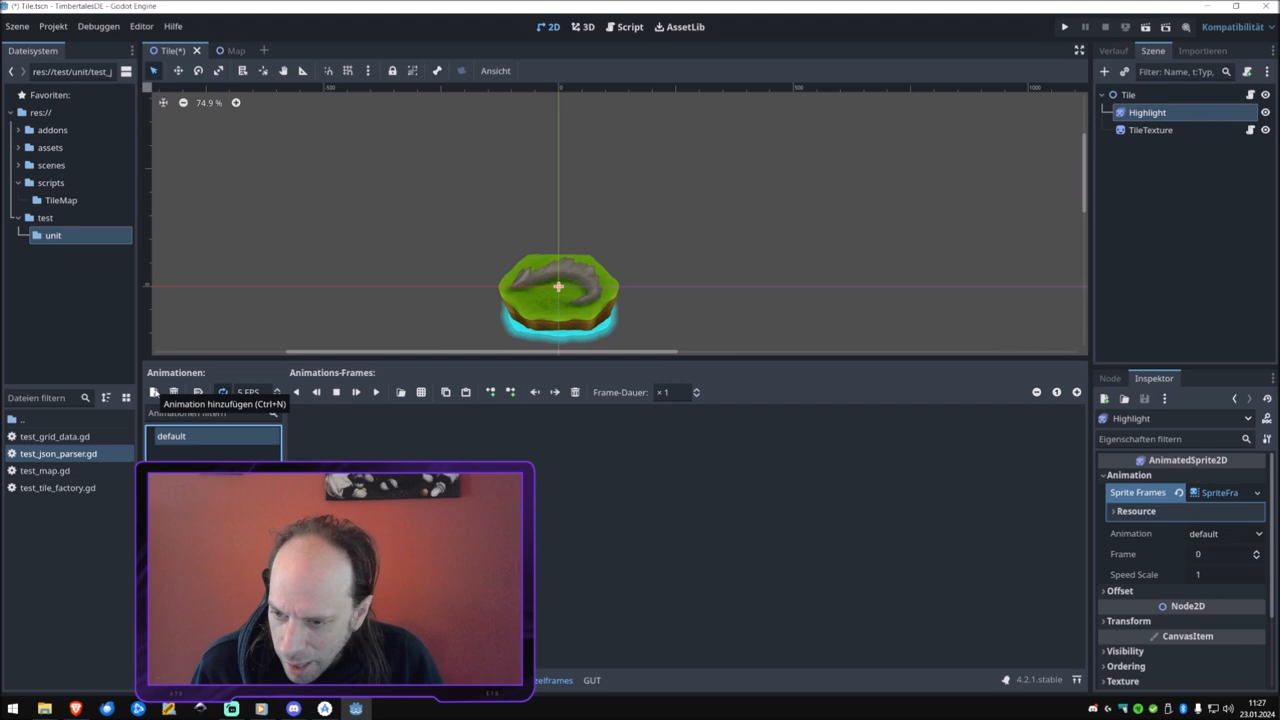 (*) Tile.tscn - TimbertalesDE - Godot Engine
Szene Projekt Debuggen Editor Hilfe
2D 3D Script AssetLib
Kompatibilität
Dateisystem
Tile(*) Map
Verlauf Szene Importieren
res://test/unit/test_j
Ansicht
Filter: Name, t:Typ,
Favoriten:
-500 0 500 1000
74.9 %
Tile
res://
Highlight
addons
TileTexture
assets
scenes
scripts
TileMap
test
unit
Animationen: Animations-Frames:
Node Inspektor
5 FPS
Frame-Dauer: × 1
Dateien filtern
Animation hinzufügen (Ctrl+N)
Animationen filtern
..
Highlight
test_grid_data.gd
default
Eigenschaften filtern
test_json_parser.gd
AnimatedSprite2D
test_map.gd
Animation
test_tile_factory.gd
Sprite Frames SpriteFra
Resource
Animation default
Frame 0
Speed Scale 1
Offset
Node2D
Transform
CanvasItem
Visibility
Ordering
Texture
zelframes GUT
4.2.1.stable
11:27
23.01.2024